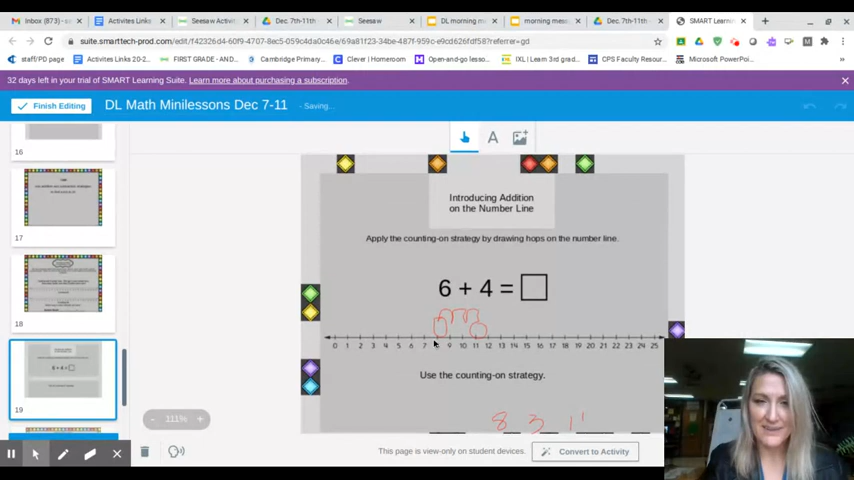 Inbox (873) - s
Activites Links
Seesaw Activi
Dec. 7th-11th
Seesaw
DL morning m
morning mess
Dec. 7th-11th
SMART Learnin
suite.smarttech-prod.com/edit/f42326d4-60f9-4707-8ec5-059c4da0c46e/69a81f23-34be-487f-959c-e9cd626fdf58?referrer=gd
staff/PD page
Activites Links 20-2
FIRST GRADE - AND
Cambridge Primary
Clever | Homeroom
Open-and-go lessons
IXL | Learn 3rd grad
CPS Faculty Resour
Microsoft PowerPoi
32 days left in your trial of SMART Learning Suite. Learn more about purchasing a subscription.
Finish Editing
DL Math Minilessons Dec 7-11
- Saving...
16
17
18
19
A
Introducing Addition
on the Number Line
Apply the counting-on strategy by drawing hops on the number line.
6 + 4 =
0 1 2 3 4 5 6 7 8 9 10 11 12 13 14 15 16 17 18 19 20 21 22 23 24 25
Use the counting-on strategy.
8 3 11
- 111% +
This page is view-only on student devices.
Convert to Activity